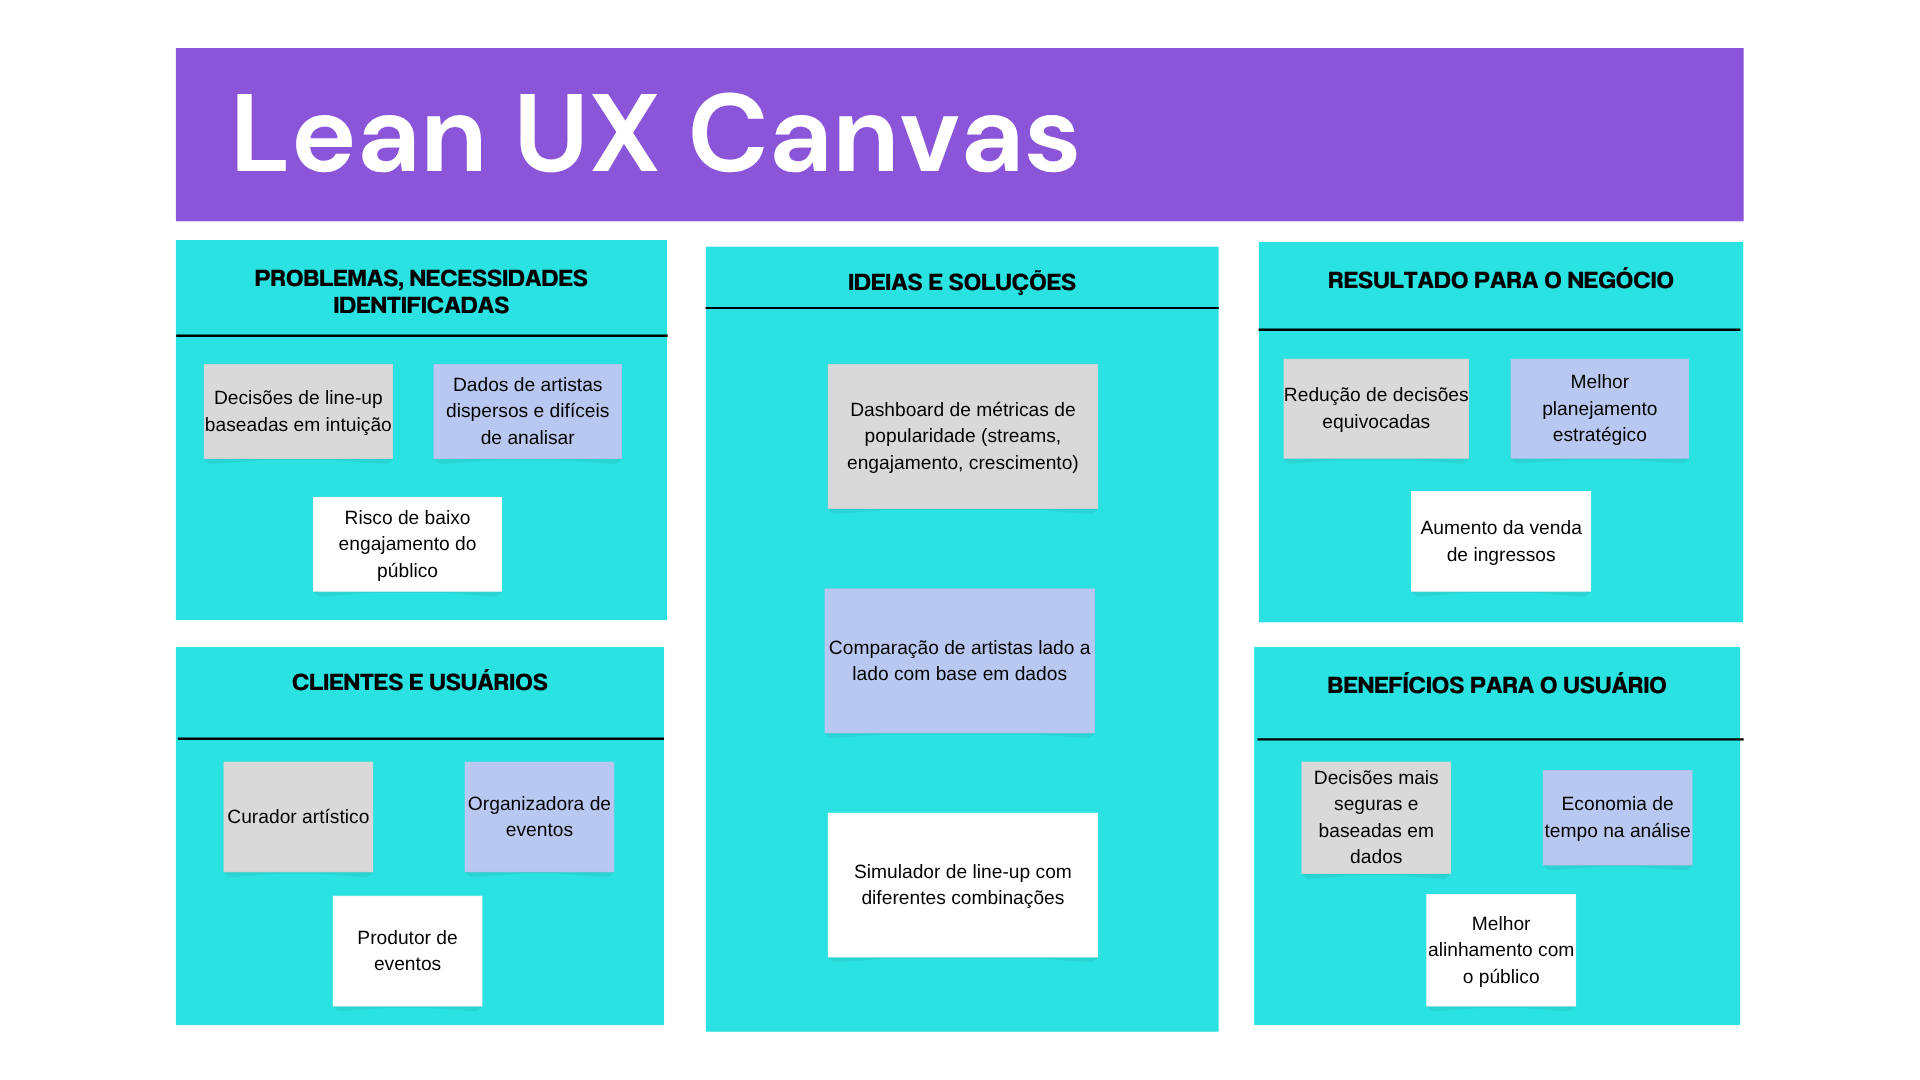 Lean UX Canvas
PROBLEMAS, NECESSIDADES
IDENTIFICADAS
Decisões de line-up
baseadas em intuição
Dados de artistas
dispersos e difíceis
de analisar
Risco de baixo
engajamento do
público
CLIENTES E USUÁRIOS
Curador artístico
Organizadora de
eventos
Produtor de
eventos
IDEIAS E SOLUÇÕES
Dashboard de métricas de
popularidade (streams,
engajamento, crescimento)
Comparação de artistas lado a
lado com base em dados
Simulador de line-up com
diferentes combinações
RESULTADO PARA O NEGÓCIO
Redução de decisões
equivocadas
Melhor
planejamento
estratégico
Aumento da venda
de ingressos
BENEFÍCIOS PARA O USUÁRIO
Decisões mais
seguras e
baseadas em
dados
Economia de
tempo na análise
Melhor
alinhamento com
o público